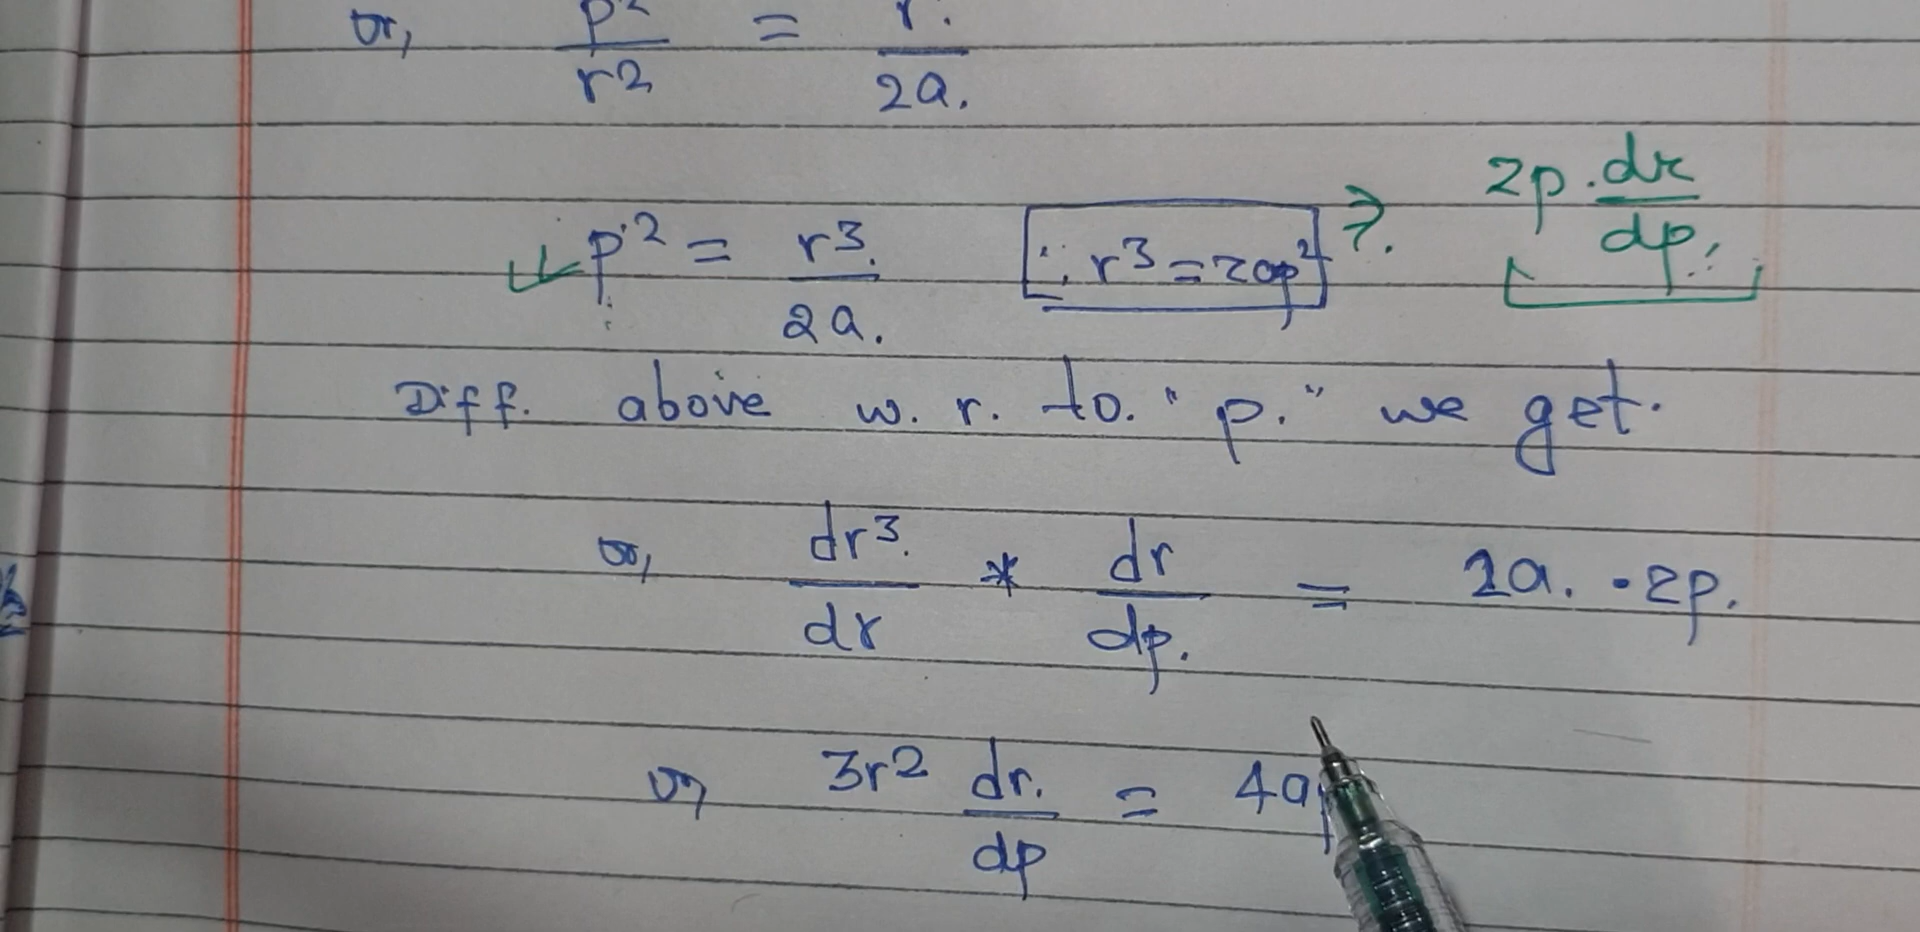 or, p² / r² = r. / 2a.
2p . dr / dp.
p² = r³. / 2a. ∴ r³ = 2ap² ?.
Diff. above w. r. to. "p." we get.
or, dr³. / dr * dr / dp. = 2a. · 2p.
or 3r² dr. / dp = 4a